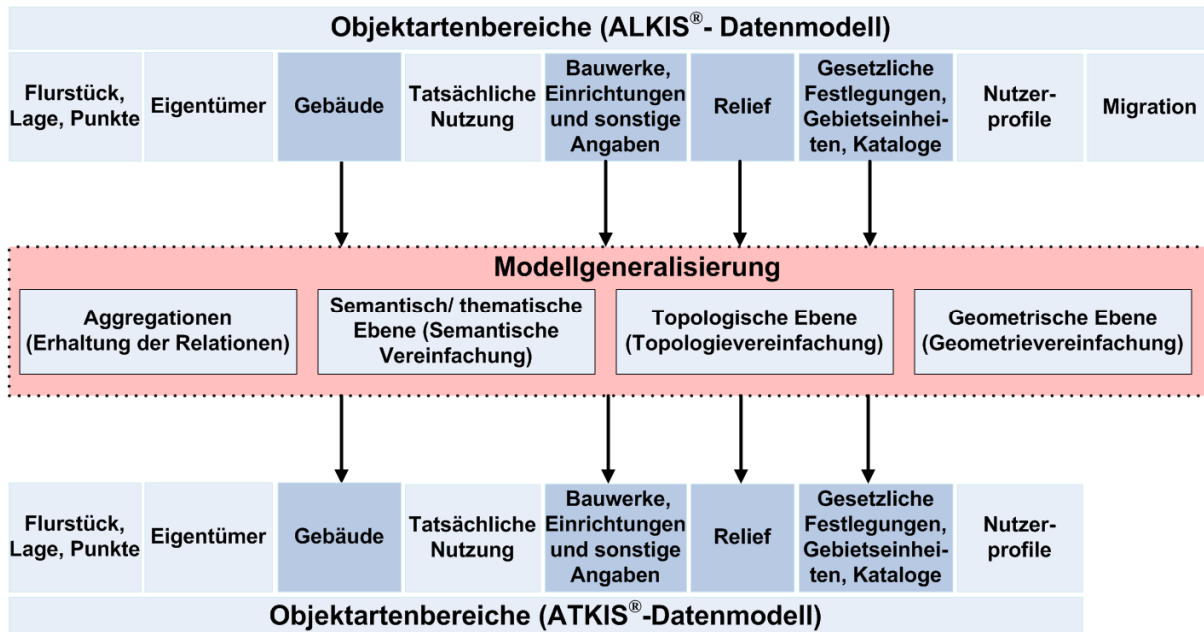 Objektartenbereiche (ALKIS®- Datenmodell)
Flurstück,
Lage, Punkte
Eigentümer
Gebäude
Tatsächliche
Nutzung
Bauwerke,
Einrichtungen
und sonstige
Angaben
Relief
Gesetzliche
Festlegungen,
Gebietseinhei-
ten, Kataloge
Nutzer-
profile
Migration
Modellgeneralisierung
Aggregationen
(Erhaltung der Relationen)
Semantisch/ thematische
Ebene (Semantische
Vereinfachung)
Topologische Ebene
(Topologievereinfachung)
Geometrische Ebene
(Geometrievereinfachung)
Flurstück,
Lage, Punkte
Eigentümer
Gebäude
Tatsächliche
Nutzung
Bauwerke,
Einrichtungen
und sonstige
Angaben
Relief
Gesetzliche
Festlegungen,
Gebietseinhei-
ten, Kataloge
Nutzer-
profile
Objektartenbereiche (ATKIS®-Datenmodell)